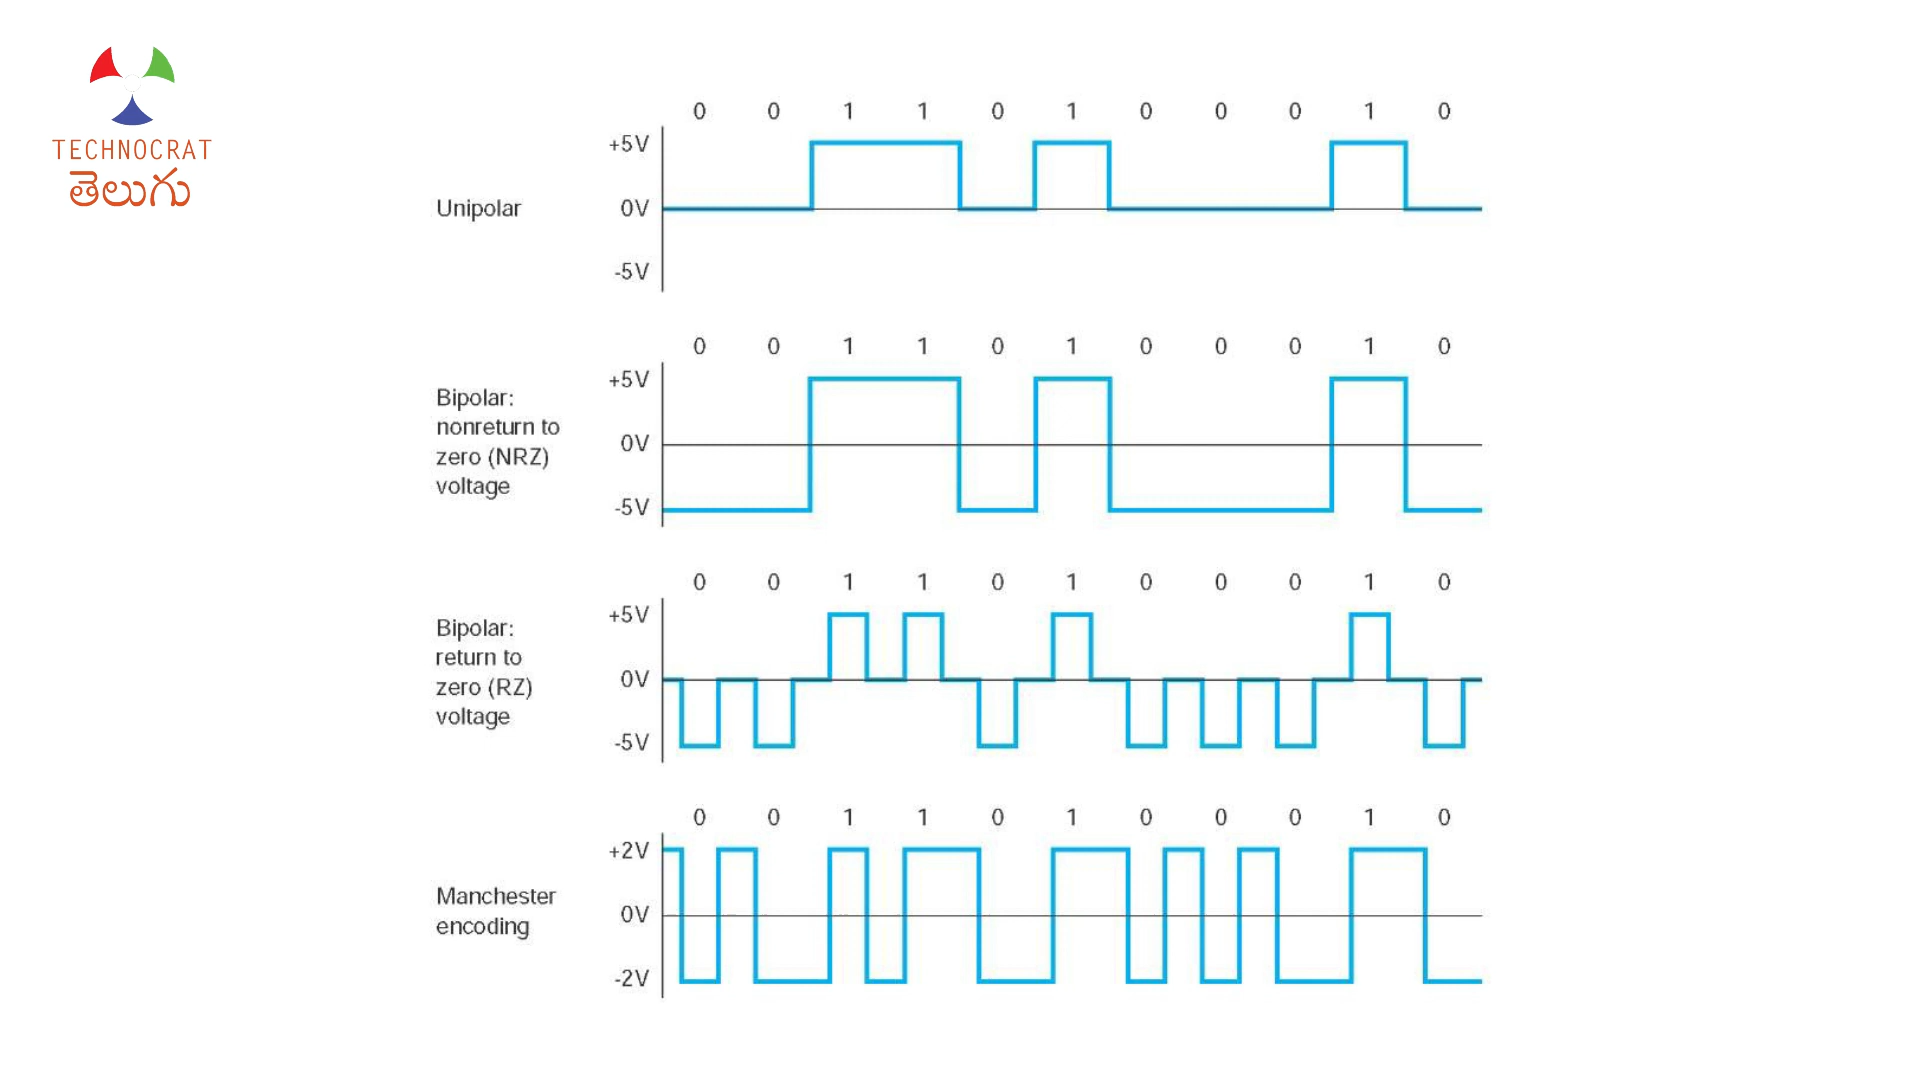 TECHNOCRAT
తెలుగు
0 0 1 1 0 1 0 0 0 1 0
+5V
Unipolar 0V
-5V
0 0 1 1 0 1 0 0 0 1 0
+5V
Bipolar:
nonreturn to
0V
zero (NRZ)
voltage
-5V
0 0 1 1 0 1 0 0 0 1 0
+5V
Bipolar:
return to
0V
zero (RZ)
voltage
-5V
0 0 1 1 0 1 0 0 0 1 0
+2V
Manchester
0V
encoding
-2V